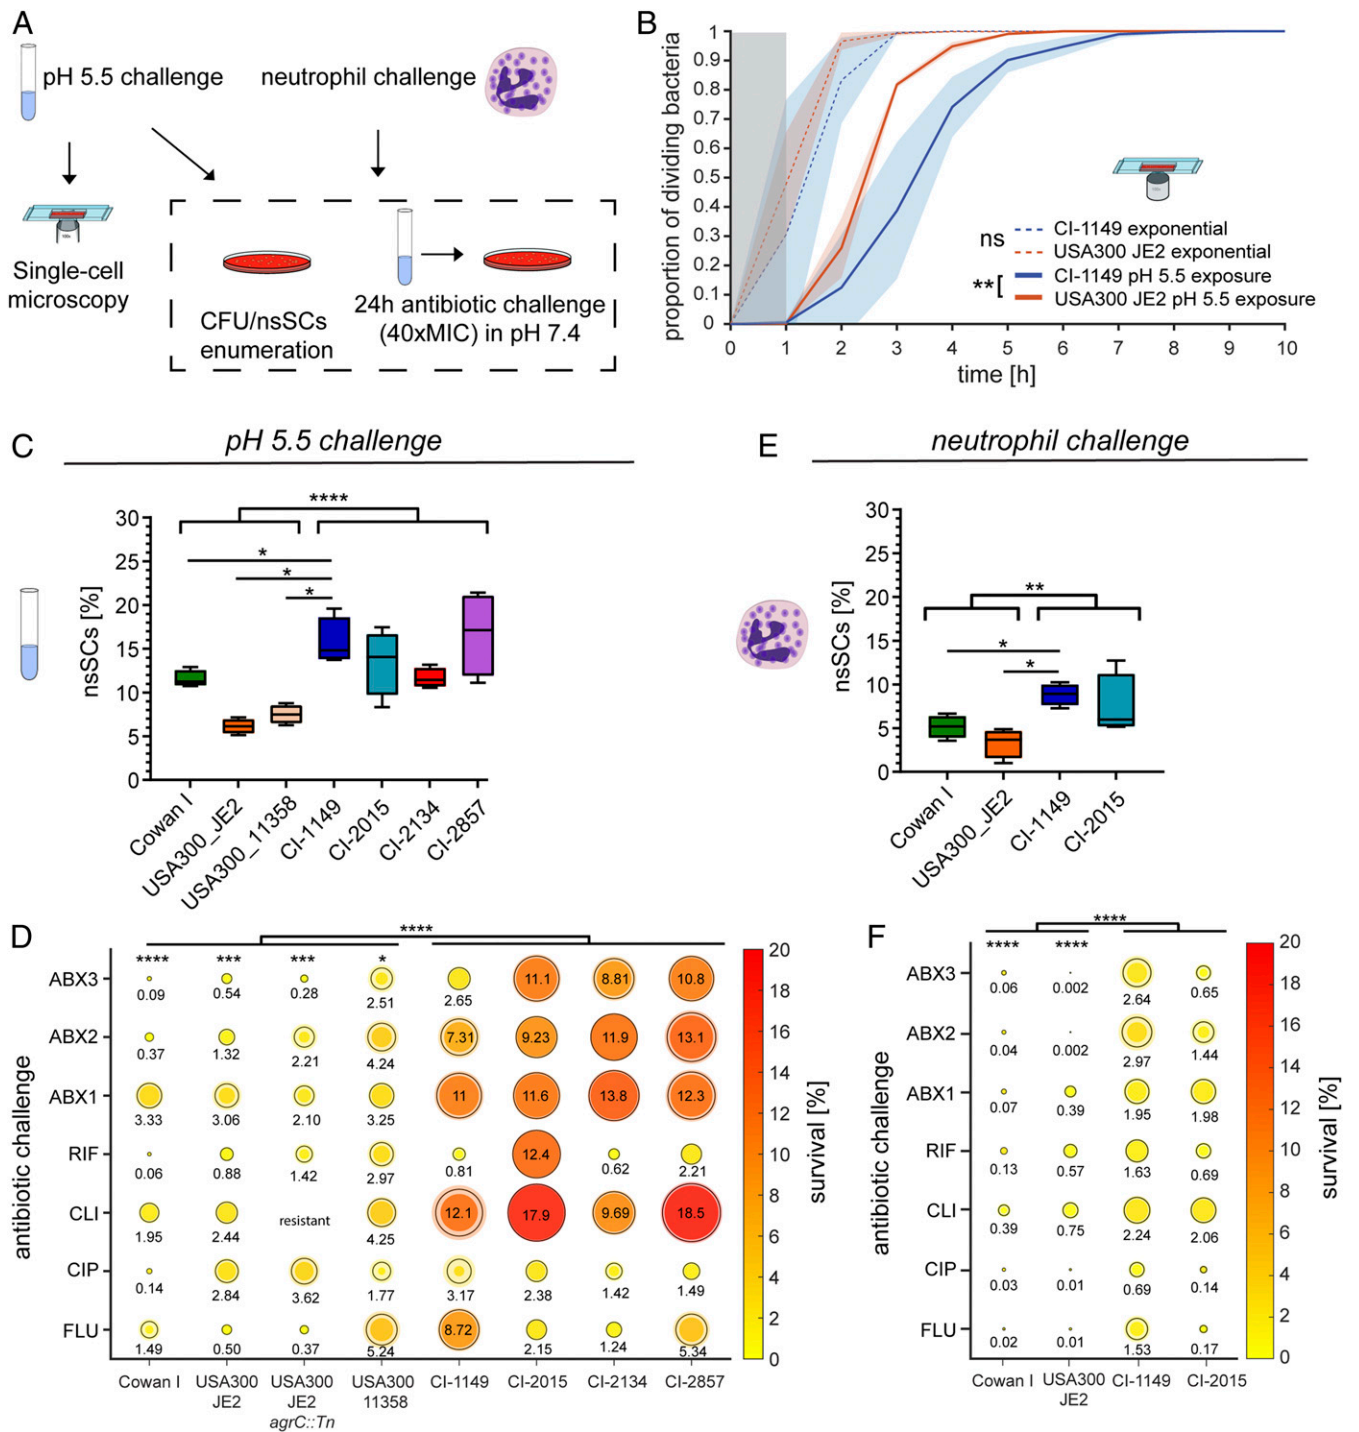 A
pH 5.5 challenge
neutrophil challenge
Single-cell
microscopy
CFU/nsSCs
enumeration
24h antibiotic challenge
(40xMIC) in pH 7.4
B
proportion of dividing bacteria
1
0.9
0.8
0.7
0.6
0.5
0.4
0.3
0.2
0.1
0
0 1 2 3 4 5 6 7 8 9 10
time [h]
ns
CI-1149 exponential
USA300 JE2 exponential
**
CI-1149 pH 5.5 exposure
USA300 JE2 pH 5.5 exposure
C
pH 5.5 challenge
nsSCs [%]
30
25
20
15
10
5
0
****
*
*
*
Cowan I
USA300_JE2
USA300_11358
CI-1149
CI-2015
CI-2134
CI-2857
E
neutrophil challenge
nsSCs [%]
30
25
20
15
10
5
0
**
*
*
Cowan I
USA300_JE2
CI-1149
CI-2015
D
****
**** *** *** *
antibiotic challenge
ABX3 0.09 0.54 0.28 2.51 2.65 11.1 8.81 10.8
ABX2 0.37 1.32 2.21 4.24 7.31 9.23 11.9 13.1
ABX1 3.33 3.06 2.10 3.25 11 11.6 13.8 12.3
RIF 0.06 0.88 1.42 2.97 0.81 12.4 0.62 2.21
CLI 1.95 2.44 resistant 4.25 12.1 17.9 9.69 18.5
CIP 0.14 2.84 3.62 1.77 3.17 2.38 1.42 1.49
FLU 1.49 0.50 0.37 5.24 8.72 2.15 1.24 5.34
Cowan I
USA300
JE2
USA300
JE2
agrC::Tn
USA300
11358
CI-1149
CI-2015
CI-2134
CI-2857
20
18
16
14
12
10
8
6
4
2
0
survival [%]
F
****
**** ****
antibiotic challenge
ABX3 0.06 0.002 2.64 0.65
ABX2 0.04 0.002 2.97 1.44
ABX1 0.07 0.39 1.95 1.98
RIF 0.13 0.57 1.63 0.69
CLI 0.39 0.75 2.24 2.06
CIP 0.03 0.01 0.69 0.14
FLU 0.02 0.01 1.53 0.17
Cowan I
USA300
JE2
CI-1149
CI-2015
20
18
16
14
12
10
8
6
4
2
0
survival [%]